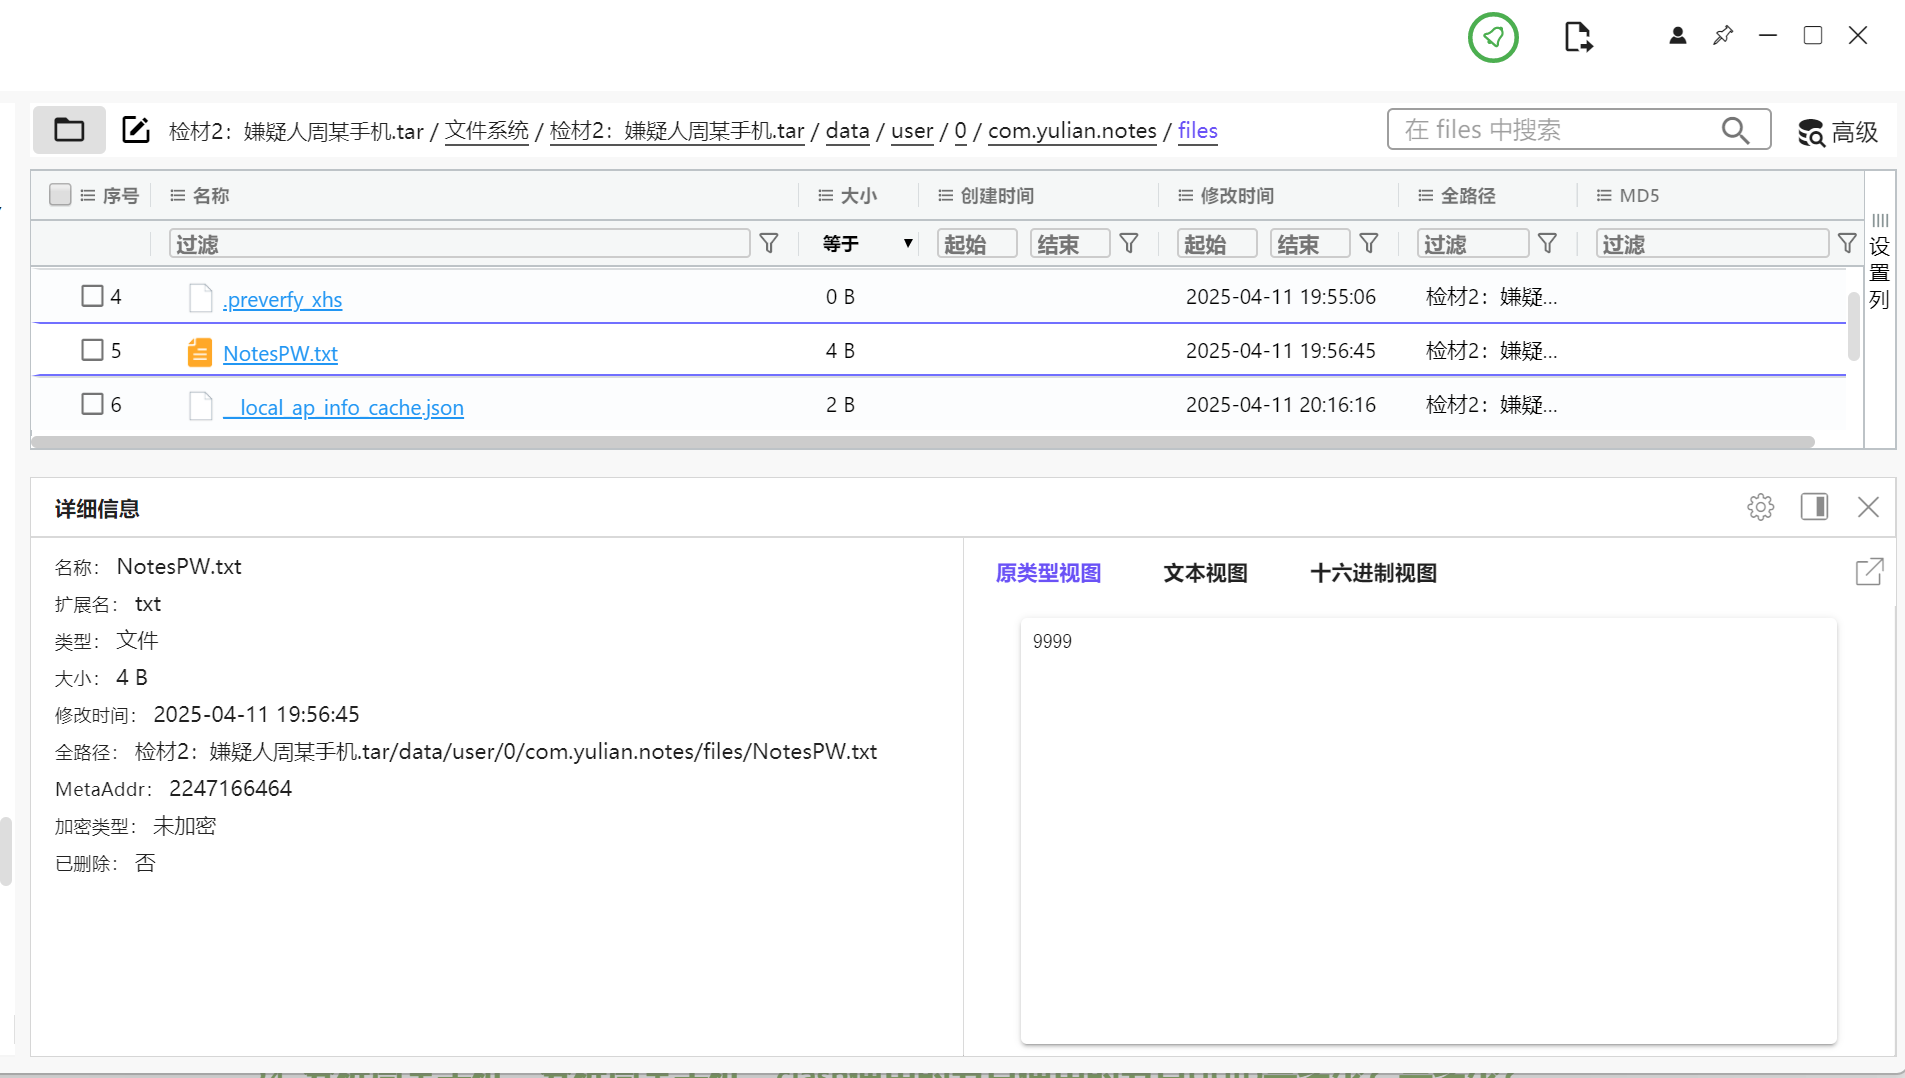 检材2：嫌疑人周某手机.tar / 文件系统 / 检材2：嫌疑人周某手机.tar / data / user / 0 / com.yulian.notes / files
在 files 中搜索
高级
序号 名称 大小 创建时间 修改时间 全路径 MD5
过滤 等于 ▼ 起始 结束 起始 结束 过滤 过滤
设置列
4 .preverfy_xhs 0 B 2025-04-11 19:55:06 检材2：嫌疑...
5 NotesPW.txt 4 B 2025-04-11 19:56:45 检材2：嫌疑...
6 __local_ap_info_cache.json 2 B 2025-04-11 20:16:16 检材2：嫌疑...
详细信息
名称： NotesPW.txt
扩展名： txt
类型： 文件
大小： 4 B
修改时间： 2025-04-11 19:56:45
全路径： 检材2：嫌疑人周某手机.tar/data/user/0/com.yulian.notes/files/NotesPW.txt
MetaAddr： 2247166464
加密类型： 未加密
已删除： 否
原类型视图 文本视图 十六进制视图
9999